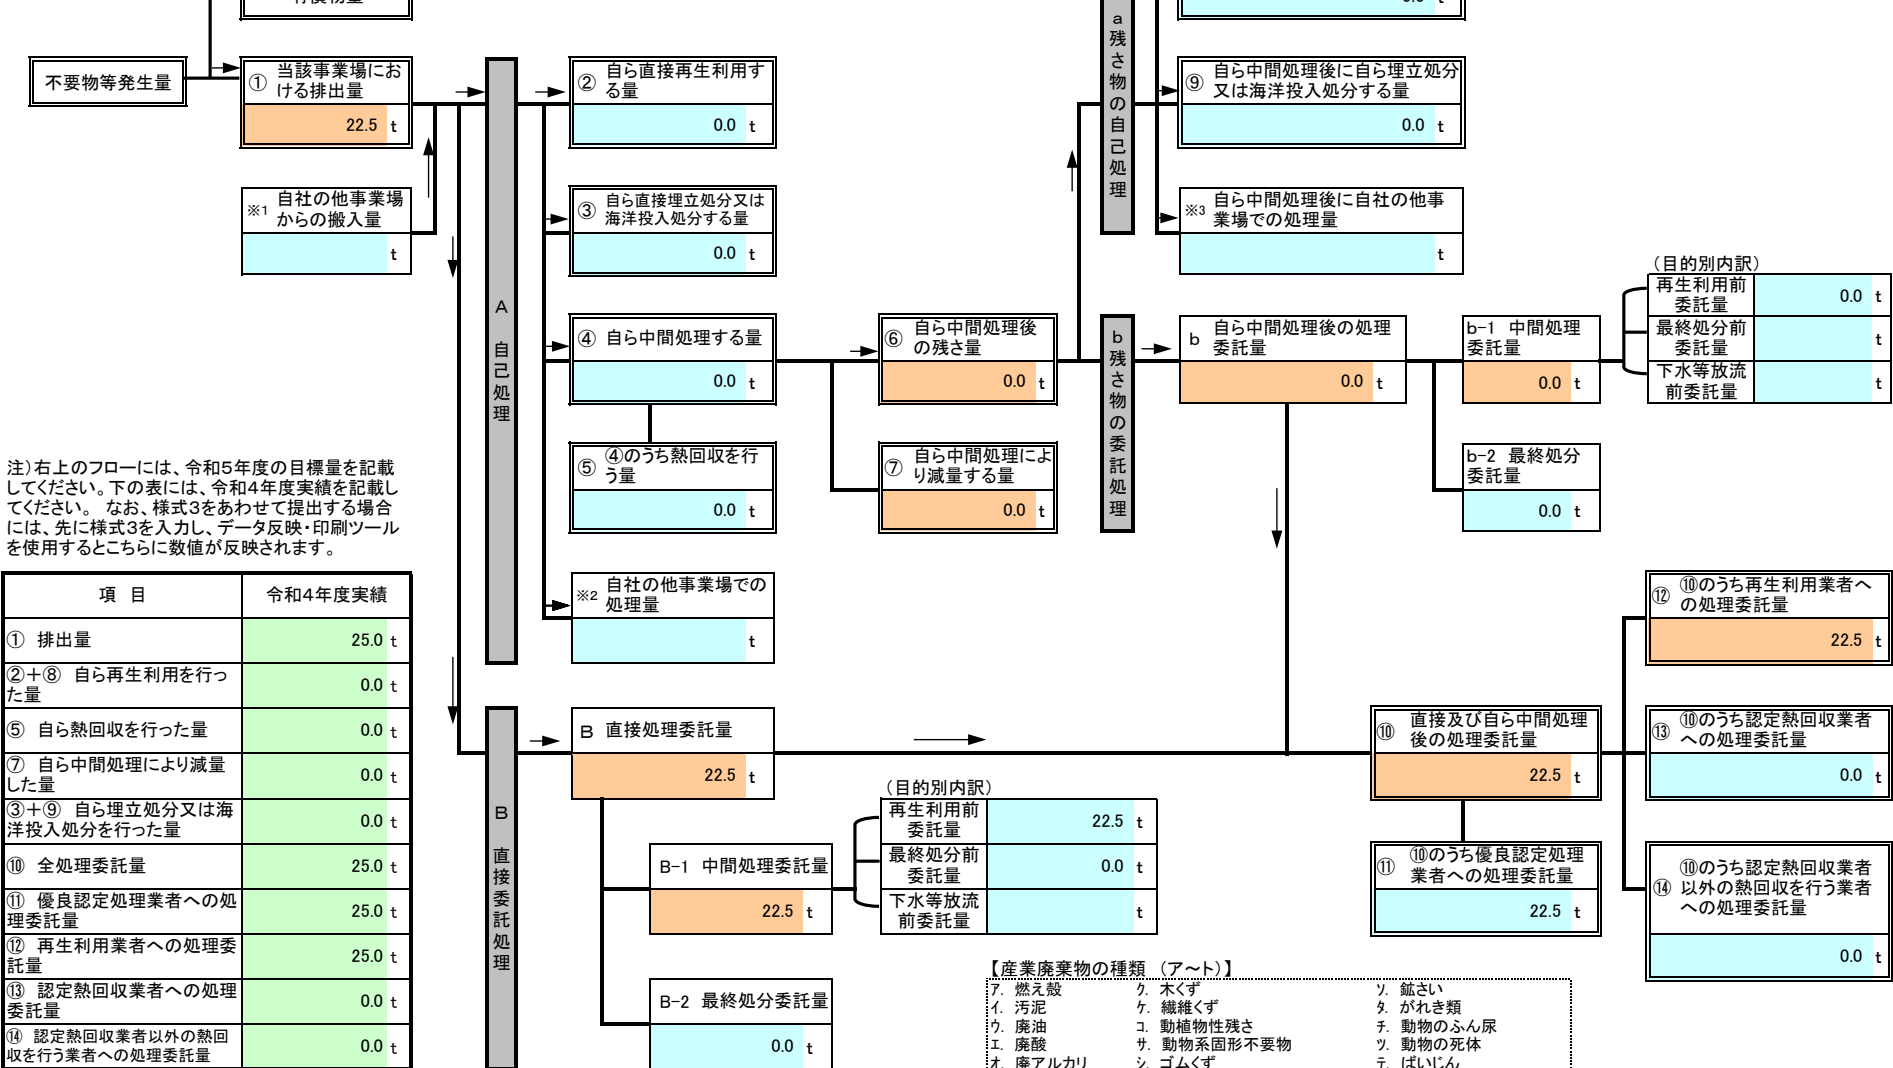 不要物等発生量
① 当該事業場にお
ける排出量
22.5 t
※1 自社の他事業場
からの搬入量
t
A 自己処理
② 自ら直接再生利用す
る量
0.0 t
③ 自ら直接埋立処分又は
海洋投入処分する量
0.0 t
④ 自ら中間処理する量
0.0 t
⑤ ④のうち熱回収を行
う量
0.0 t
※2 自社の他事業場での
処理量
t
⑥ 自ら中間処理後
の残さ量
0.0 t
⑦ 自ら中間処理によ
り減量する量
0.0 t
a残さ物の自己処理
t
⑨ 自ら中間処理後に自ら埋立処分
又は海洋投入処分する量
0.0 t
※3 自ら中間処理後に自社の他事
業場での処理量
t
b残さ物の委託処理
b 自ら中間処理後の処理
委託量
0.0 t
b-1 中間処理
委託量
0.0 t
b-2 最終処分
委託量
0.0 t
（目的別内訳）
再生利用前
委託量
0.0 t
最終処分前
委託量
t
下水等放流
前委託量
t
注）右上のフローには、令和5年度の目標量を記載
してください。下の表には、令和4年度実績を記載し
てください。 なお、様式3をあわせて提出する場合
には、先に様式3を入力し、データ反映・印刷ツール
を使用するとこちらに数値が反映されます。
項 目 令和4年度実績
① 排出量 25.0 t
②＋⑧ 自ら再生利用を行っ
た量 0.0 t
⑤ 自ら熱回収を行った量 0.0 t
⑦ 自ら中間処理により減量
した量 0.0 t
③＋⑨ 自ら埋立処分又は海
洋投入処分を行った量 0.0 t
⑩ 全処理委託量 25.0 t
⑪ 優良認定処理業者への処
理委託量 25.0 t
⑫ 再生利用業者への処理委
託量 25.0 t
⑬ 認定熱回収業者への処理
委託量 0.0 t
⑭ 認定熱回収業者以外の熱回
収を行う業者への処理委託量 0.0 t
B 直接委託処理
B 直接処理委託量
22.5 t
B-1 中間処理委託量
22.5 t
B-2 最終処分委託量
0.0 t
（目的別内訳）
再生利用前
委託量
22.5 t
最終処分前
委託量
0.0 t
下水等放流
前委託量
t
⑩ 直接及び自ら中間処理
後の処理委託量
22.5 t
⑪ ⑩のうち優良認定処理
業者への処理委託量
22.5 t
⑫ ⑩のうち再生利用業者へ
の処理委託量
22.5 t
⑬ ⑩のうち認定熱回収業者
への処理委託量
0.0 t
⑭ ⑩のうち認定熱回収業者
以外の熱回収を行う業者
への処理委託量
0.0 t
【産業廃棄物の種類 （ア～ト）】
ｱ. 燃え殻 ｸ. 木くず ｿ. 鉱さい
ｲ. 汚泥 ｹ. 繊維くず ﾀ. がれき類
ｳ. 廃油 ｺ. 動植物性残さ ﾁ. 動物のふん尿
ｴ. 廃酸 ｻ. 動物系固形不要物 ﾂ. 動物の死体
ｵ. 廃アルカリ ｼ. ゴムくず ﾃ. ばいじん